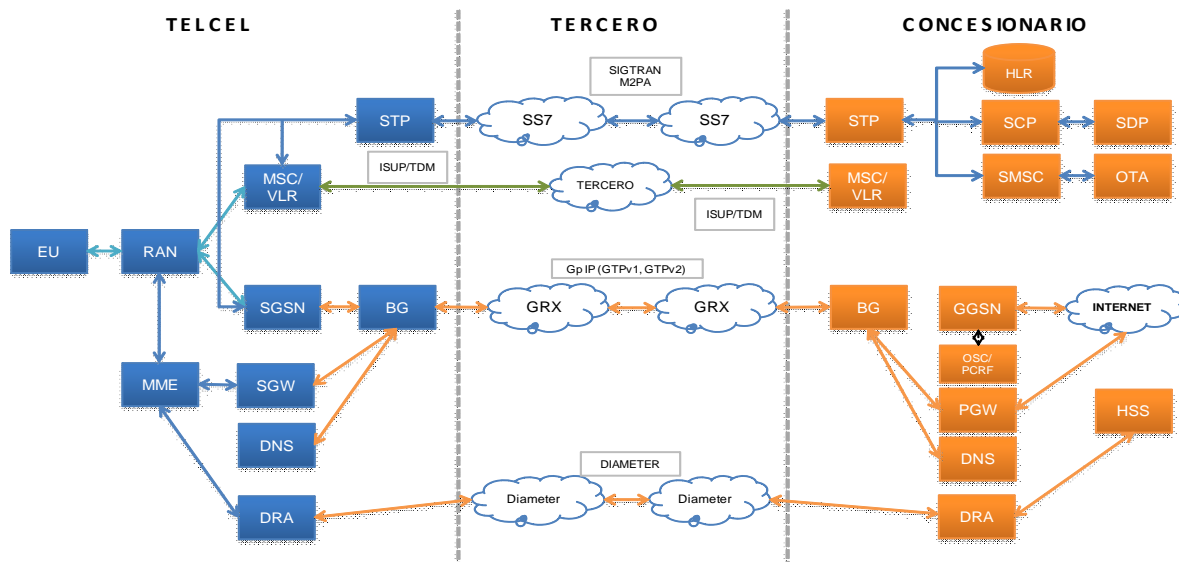 TELCEL
TERCERO
CONCESIONARIO
SIGTRAN
M2PA
HLR
STP
SS7
SS7
STP
SCP
SDP
ISUP/TDM
MSC/
VLR
TERCERO
MSC/
VLR
SMSC
OTA
ISUP/TDM
EU
RAN
Gp IP (GTPv1, GTPv2)
SGSN
BG
GRX
GRX
BG
GGSN
INTERNET
OSC/
PCRF
MME
SGW
PGW
HSS
DNS
DNS
DIAMETER
Diameter
Diameter
DRA
DRA